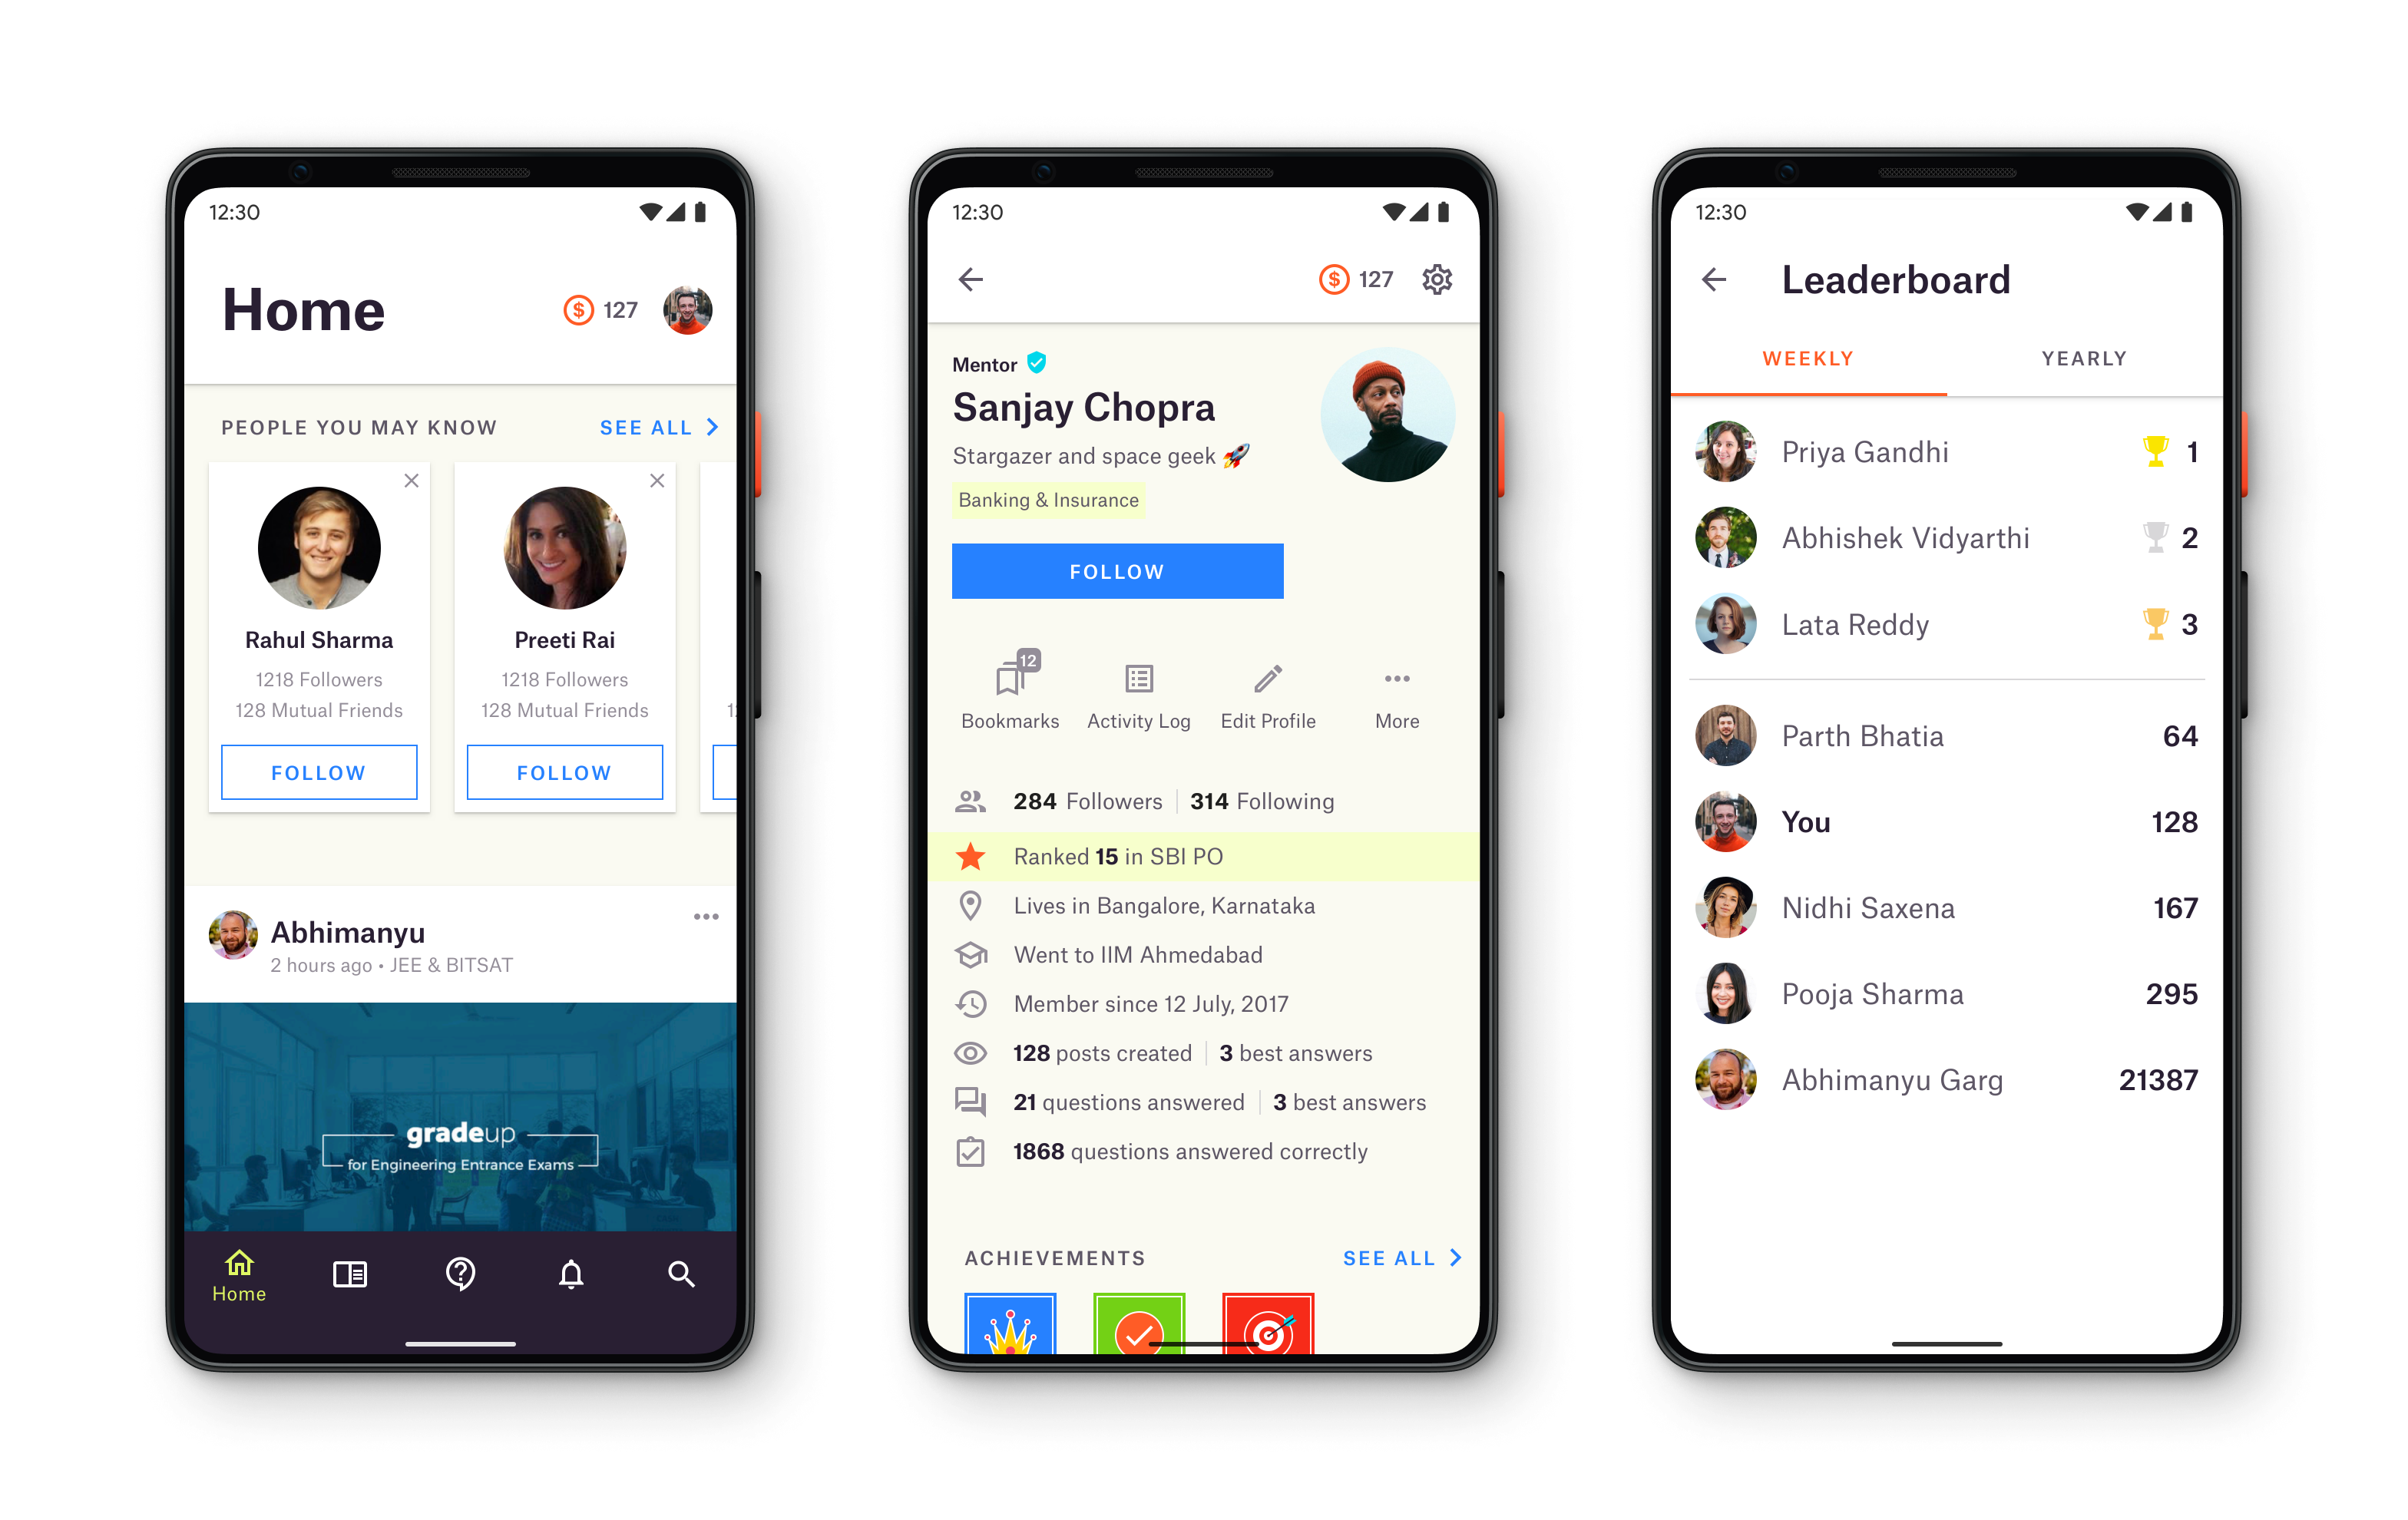 12:30
Home
127
PEOPLE YOU MAY KNOW SEE ALL
Rahul Sharma
1218 Followers
128 Mutual Friends
FOLLOW
Preeti Rai
1218 Followers
128 Mutual Friends
FOLLOW
Abhimanyu
2 hours ago • JEE & BITSAT
gradeup
for Engineering Entrance Exams
Home
12:30
127
Mentor
Sanjay Chopra
Stargazer and space geek 🚀
Banking & Insurance
FOLLOW
12
Bookmarks Activity Log Edit Profile More
284 Followers 314 Following
Ranked 15 in SBI PO
Lives in Bangalore, Karnataka
Went to IIM Ahmedabad
Member since 12 July, 2017
128 posts created 3 best answers
21 questions answered 3 best answers
1868 questions answered correctly
ACHIEVEMENTS SEE ALL
12:30
Leaderboard
WEEKLY YEARLY
Priya Gandhi 1
Abhishek Vidyarthi 2
Lata Reddy 3
Parth Bhatia 64
You 128
Nidhi Saxena 167
Pooja Sharma 295
Abhimanyu Garg 21387